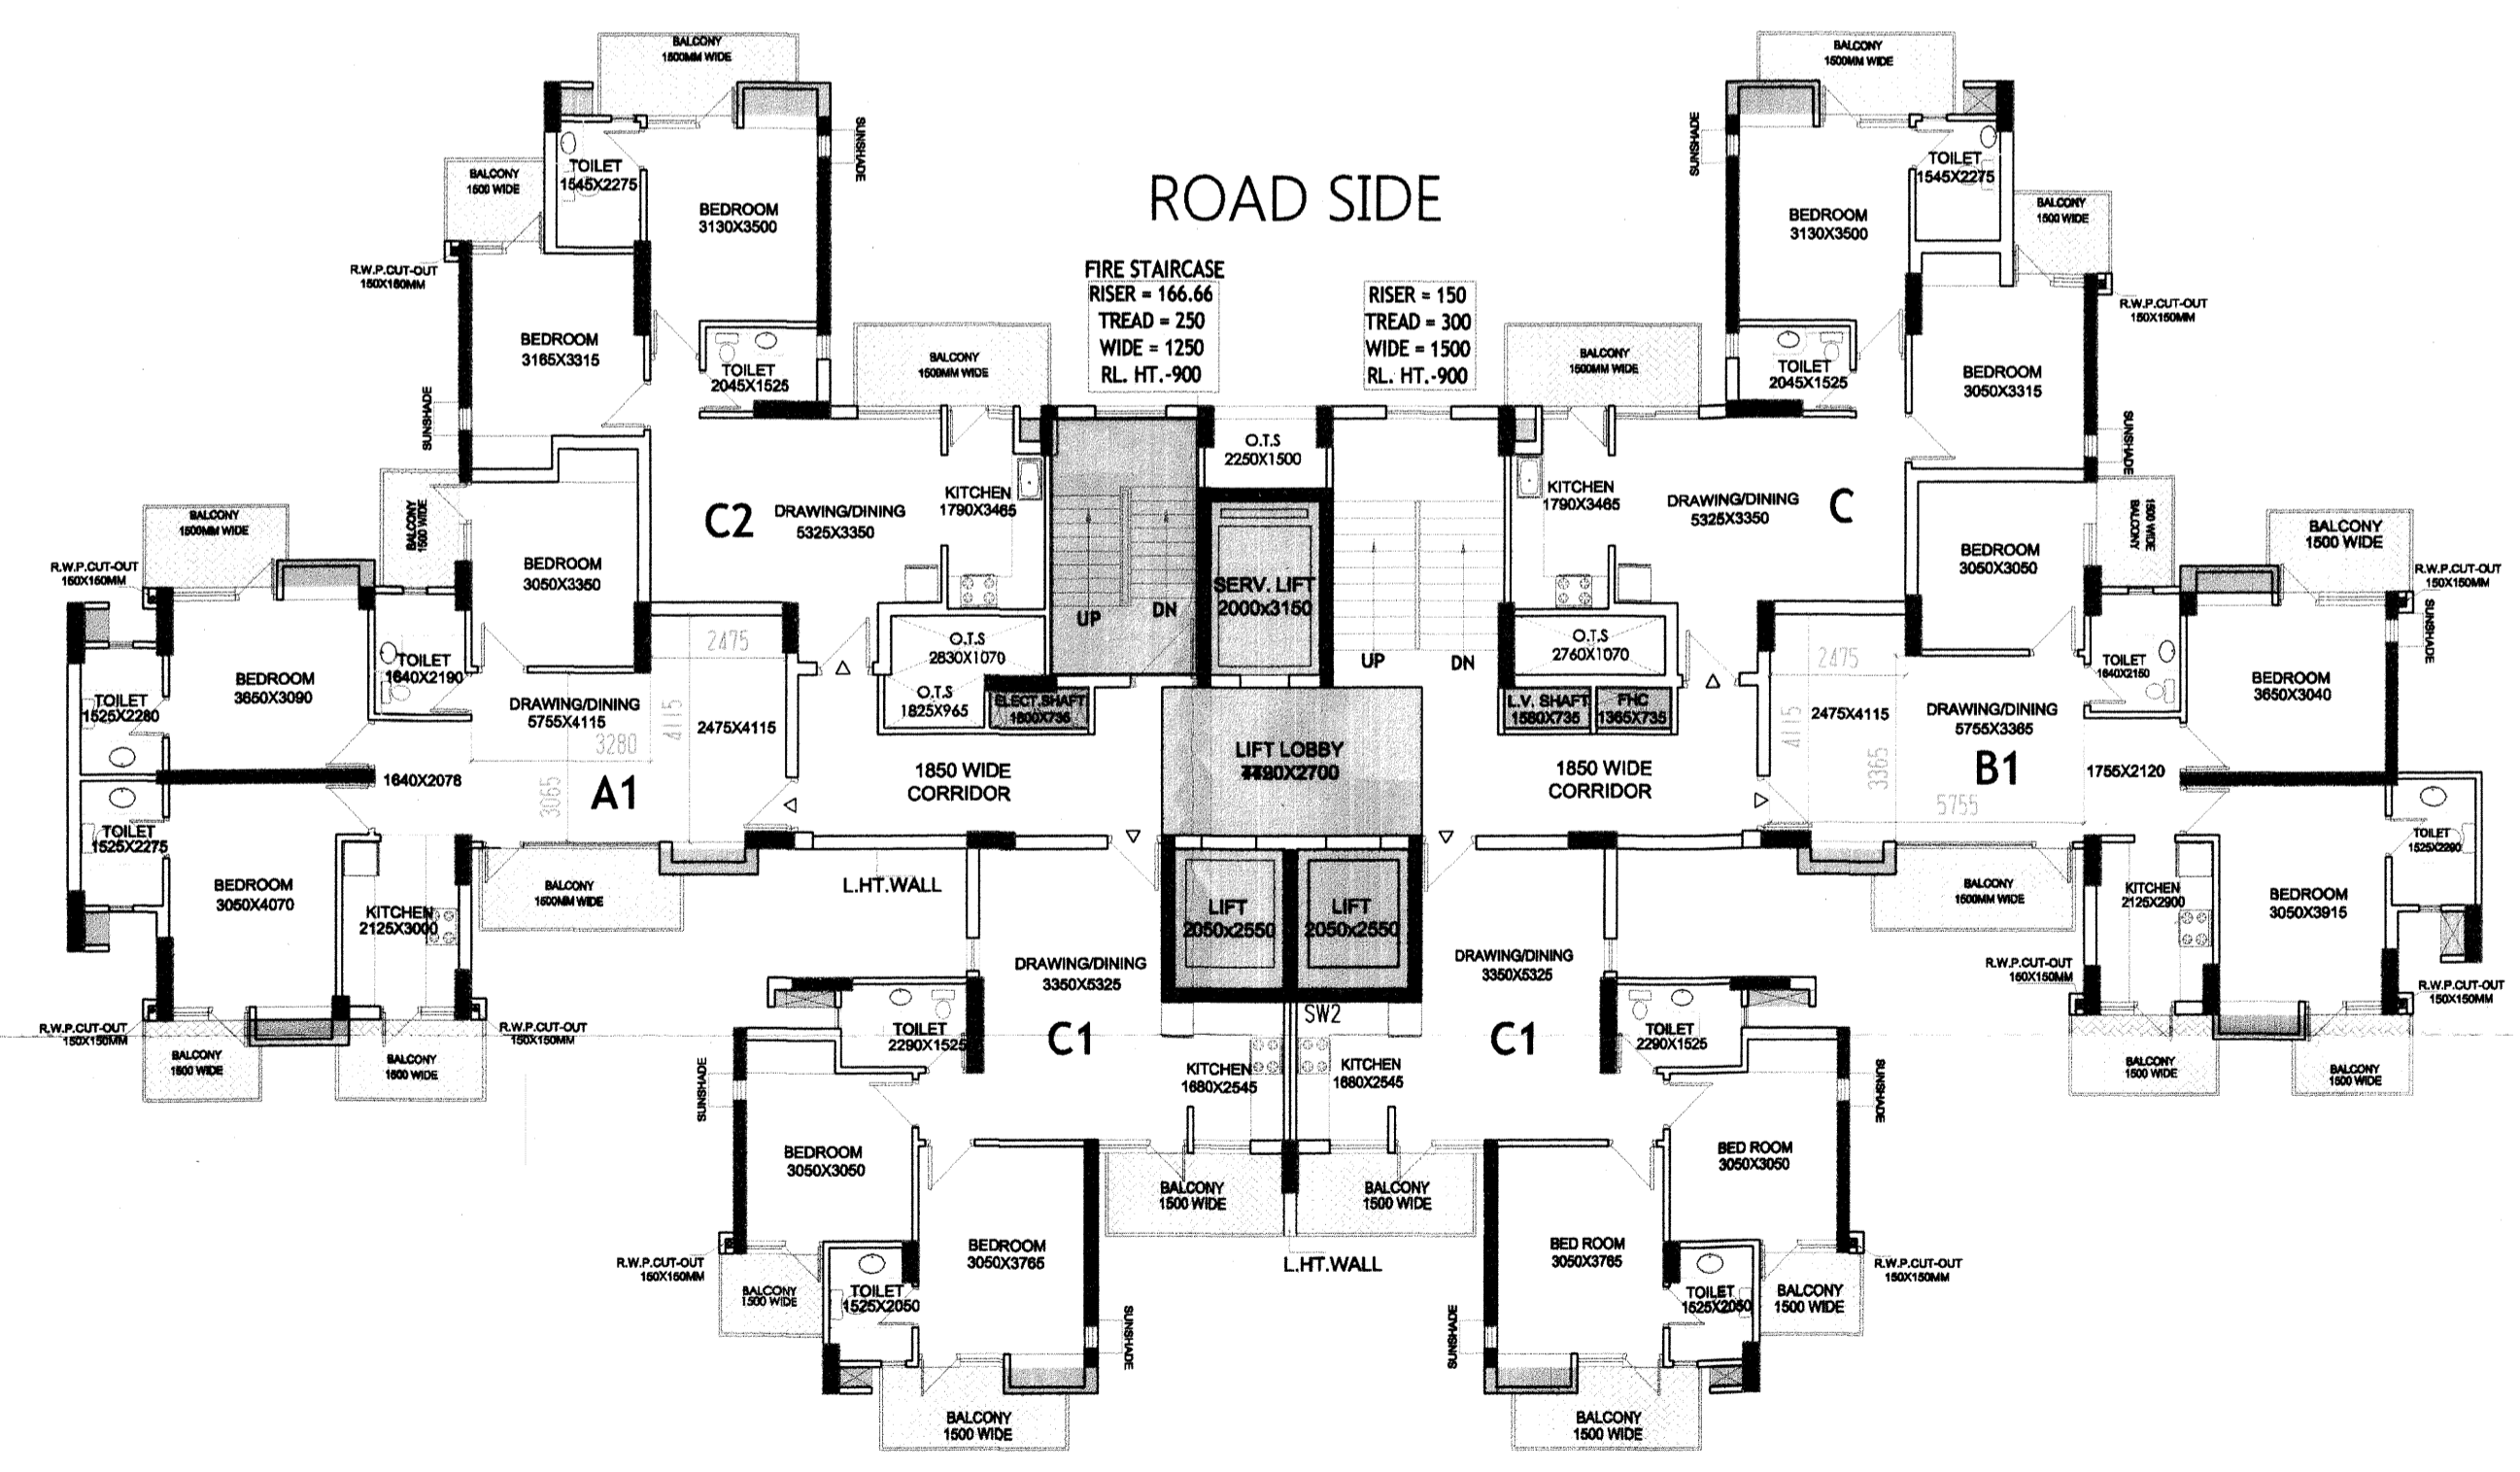 BALCONY
1500MM WIDE
SUNSHADE
TOILET
1545X2275
BALCONY
1500 WIDE
BEDROOM
3130X3500
R.W.P.CUT-OUT
150X150MM
BEDROOM
3165X3315
TOILET
2045X1525
SUNSHADE
BALCONY
1500MM WIDE
ROAD SIDE
FIRE STAIRCASE
RISER = 166.66
TREAD = 250
WIDE = 1250
RL. HT.-900
RISER = 150
TREAD = 300
WIDE = 1500
RL. HT.-900
BALCONY
1500MM WIDE
SUNSHADE
TOILET
1545X2275
BALCONY
1500 WIDE
BEDROOM
3130X3500
R.W.P.CUT-OUT
150X150MM
BALCONY
1500MM WIDE
TOILET
2045X1525
BEDROOM
3050X3315
SUNSHADE
BALCONY
1500MM WIDE
BALCONY
1500 WIDE
C2
DRAWING/DINING
5325X3350
KITCHEN
1790X3465
O.T.S
2250X1500
SERV. LIFT
2000x3150
UP
DN
UP
DN
KITCHEN
1790X3465
DRAWING/DINING
5325X3350
C
1500 WIDE
BALCONY
BALCONY
1500 WIDE
R.W.P.CUT-OUT
150X150MM
BEDROOM
3050X3350
BEDROOM
3050X3050
R.W.P.CUT-OUT
150X150MM
SUNSHADE
BEDROOM
3650X3090
TOILET
1640X2190
TOILET
1525X2280
DRAWING/DINING
5755X4115
2475
4115
3280
3065
2475X4115
1640X2078
A1
O.T.S
2830X1070
O.T.S
1825X965
ELECT.SHAFT
1800X735
LIFT LOBBY
X2700
1850 WIDE
CORRIDOR
O.T.S
2760X1070
L.V. SHAFT
1580X735
FHC
1365X735
1850 WIDE
CORRIDOR
2475
2475X4115
4115
3365
DRAWING/DINING
5755X3365
B1
5755
1755X2120
TOILET
1640X2150
BEDROOM
3650X3040
TOILET
1525X2275
BEDROOM
3050X4070
KITCHEN
2125X3000
BALCONY
1500MM WIDE
L.HT.WALL
DRAWING/DINING
3350X5325
LIFT
2050x2550
LIFT
2050x2550
DRAWING/DINING
3350X5325
BALCONY
1500MM WIDE
KITCHEN
2125X2900
BEDROOM
3050X3915
TOILET
R.W.P.CUT-OUT
150X150MM
R.W.P.CUT-OUT
150X150MM
R.W.P.CUT-OUT
150X150MM
R.W.P.CUT-OUT
150X150MM
BALCONY
1500 WIDE
BALCONY
1500 WIDE
SUNSHADE
TOILET
2290X1525
C1
SW2
C1
TOILET
2290X1525
SUNSHADE
BALCONY
1500 WIDE
BALCONY
1500 WIDE
KITCHEN
1680X2545
KITCHEN
1680X2545
BEDROOM
3050X3050
BED ROOM
3050X3050
BALCONY
1500 WIDE
BALCONY
1500 WIDE
BEDROOM
3050X3765
BED ROOM
3050X3765
L.HT.WALL
R.W.P.CUT-OUT
150X150MM
R.W.P.CUT-OUT
150X150MM
BALCONY
1500 WIDE
TOILET
1525X2050
TOILET
1525X2050
BALCONY
1500 WIDE
SUNSHADE
SUNSHADE
BALCONY
1500 WIDE
BALCONY
1500 WIDE